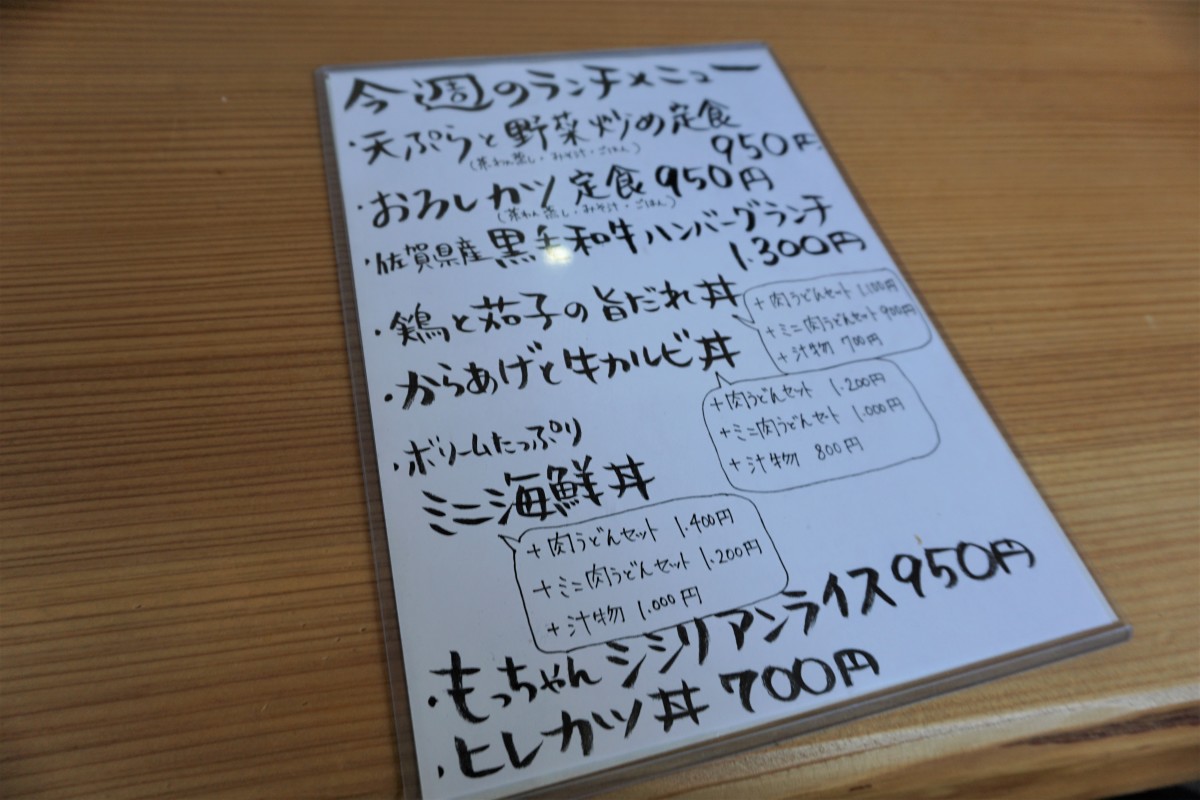 今週のランチメニュー
・天ぷらと野菜炒め定食
(茶わん蒸し・みそ汁・ごはん)
950円
・おろしカツ定食 950円
(茶わん蒸し・みそ汁・ごはん)
・佐賀県産黒毛和牛ハンバーグランチ
1.300円
・鶏と茄子の旨だれ丼
+肉うどんセット 1.100円
+ミニ肉うどんセット 900円
+汁物 700円
・からあげと牛カルビ丼
+肉うどんセット 1.200円
+ミニ肉うどんセット 1.000円
+汁物 800円
・ボリュームたっぷり
ミニ海鮮丼
+肉うどんセット 1.400円
+ミニ肉うどんセット 1.200円
+汁物 1.000円
・もっちゃんシシリアンライス 950円
・ヒレカツ丼 700円